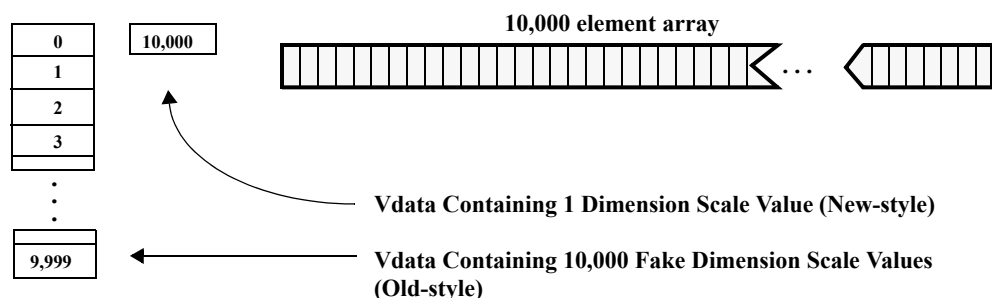 10,000 element array
0
10,000
1
2
3
. . .
9,999
Vdata Containing 1 Dimension Scale Value (New-style)
Vdata Containing 10,000 Fake Dimension Scale Values
(Old-style)